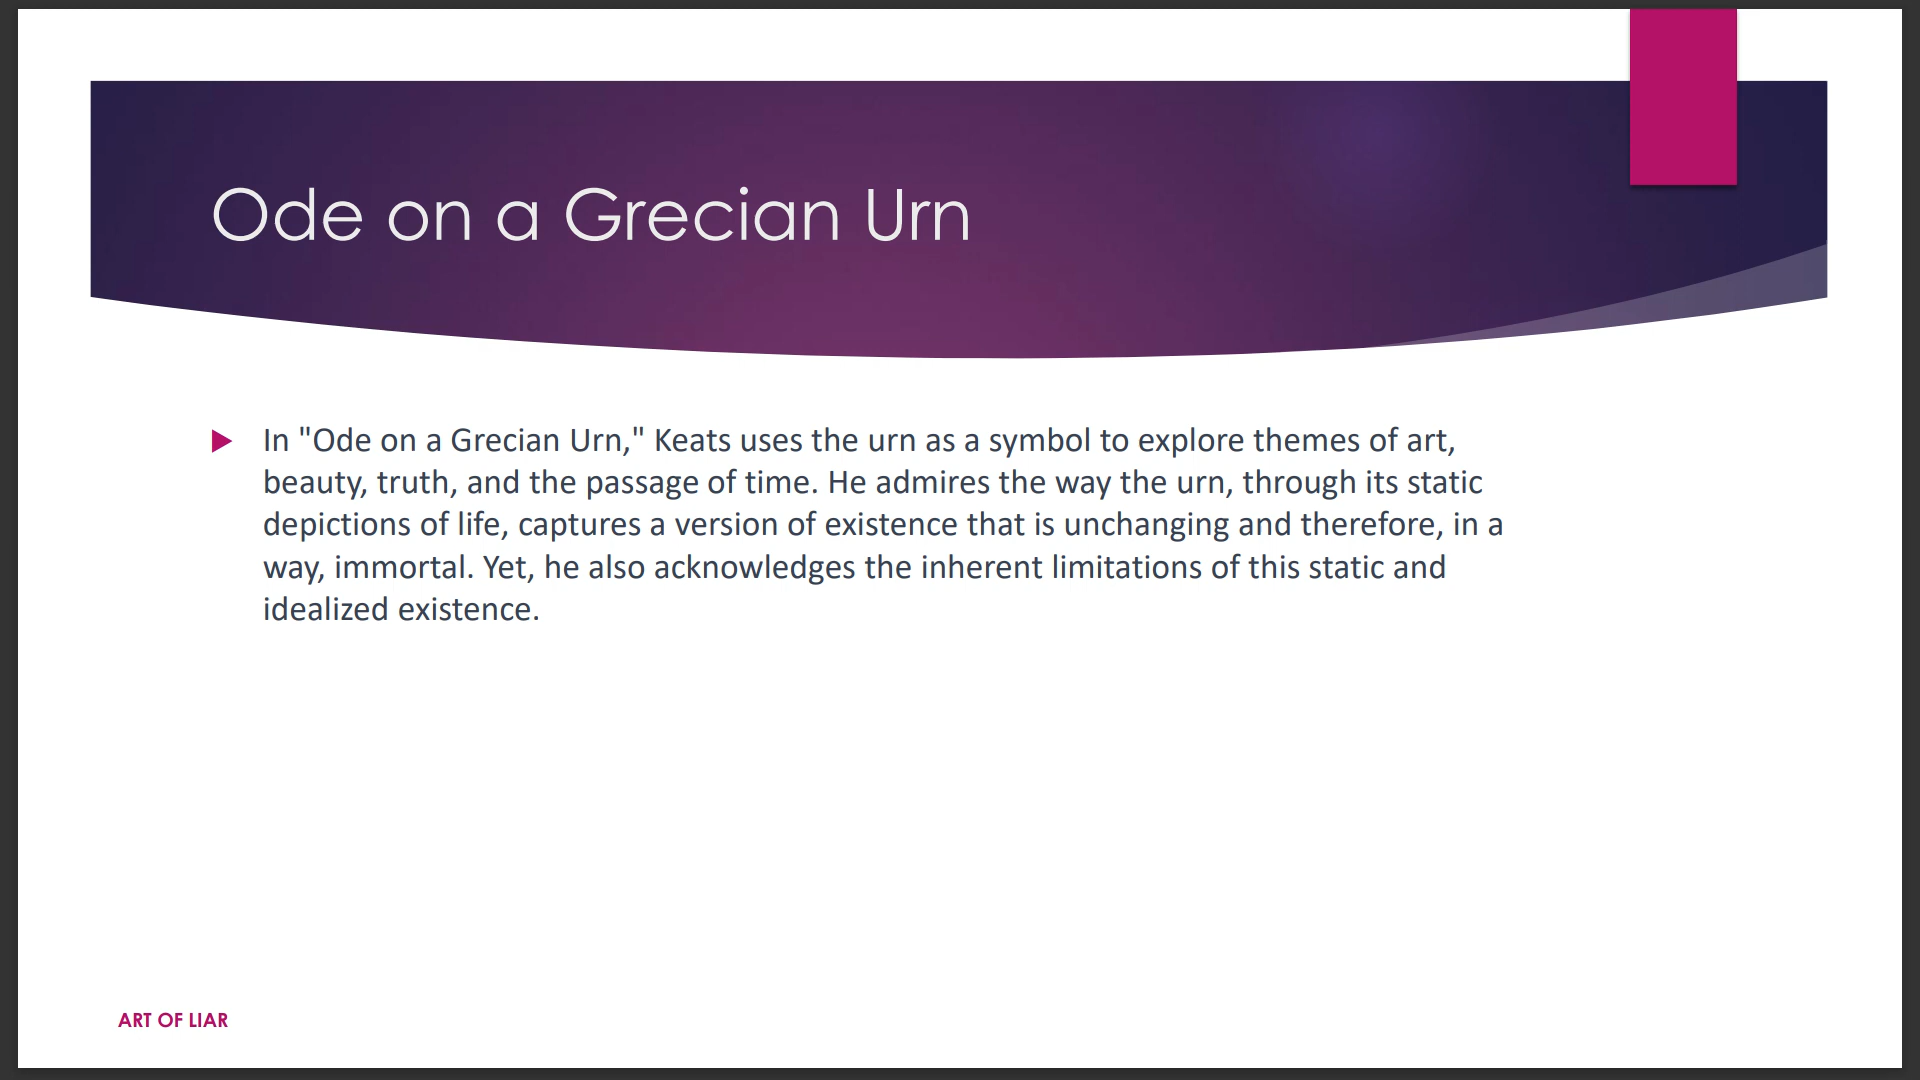 Ode on a Grecian Urn
In "Ode on a Grecian Urn," Keats uses the urn as a symbol to explore themes of art,
beauty, truth, and the passage of time. He admires the way the urn, through its static
depictions of life, captures a version of existence that is unchanging and therefore, in a
way, immortal. Yet, he also acknowledges the inherent limitations of this static and
idealized existence.
ART OF LIAR